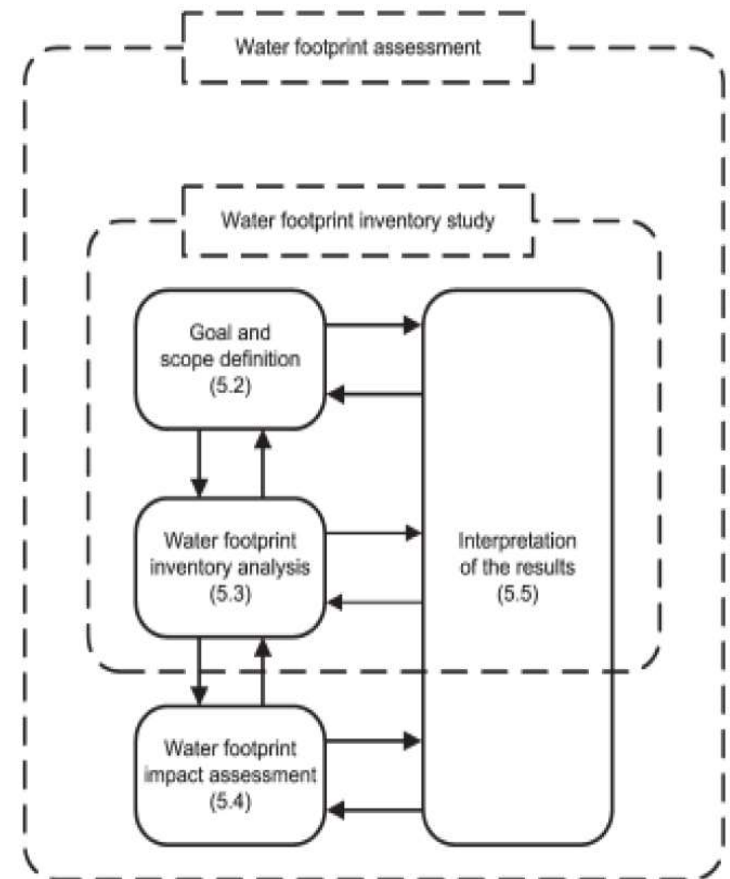 Water footprint assessment
Water footprint inventory study
Goal and
scope definition
(5.2)
Water footprint
inventory analysis
(5.3)
Interpretation
of the results
(5.5)
Water footprint
impact assessment
(5.4)